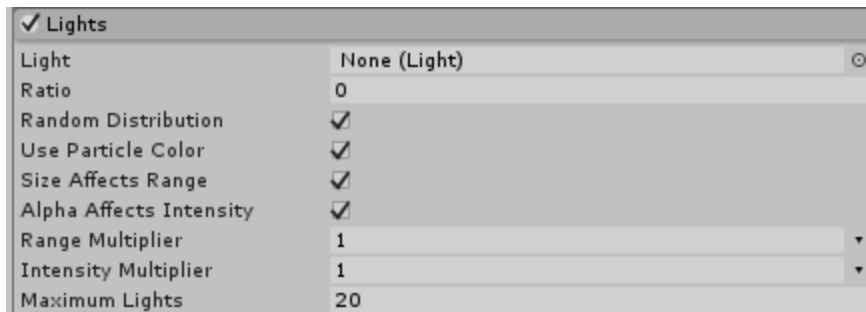 Lights
Light None (Light)
Ratio 0
Random Distribution
Use Particle Color
Size Affects Range
Alpha Affects Intensity
Range Multiplier 1
Intensity Multiplier 1
Maximum Lights 20